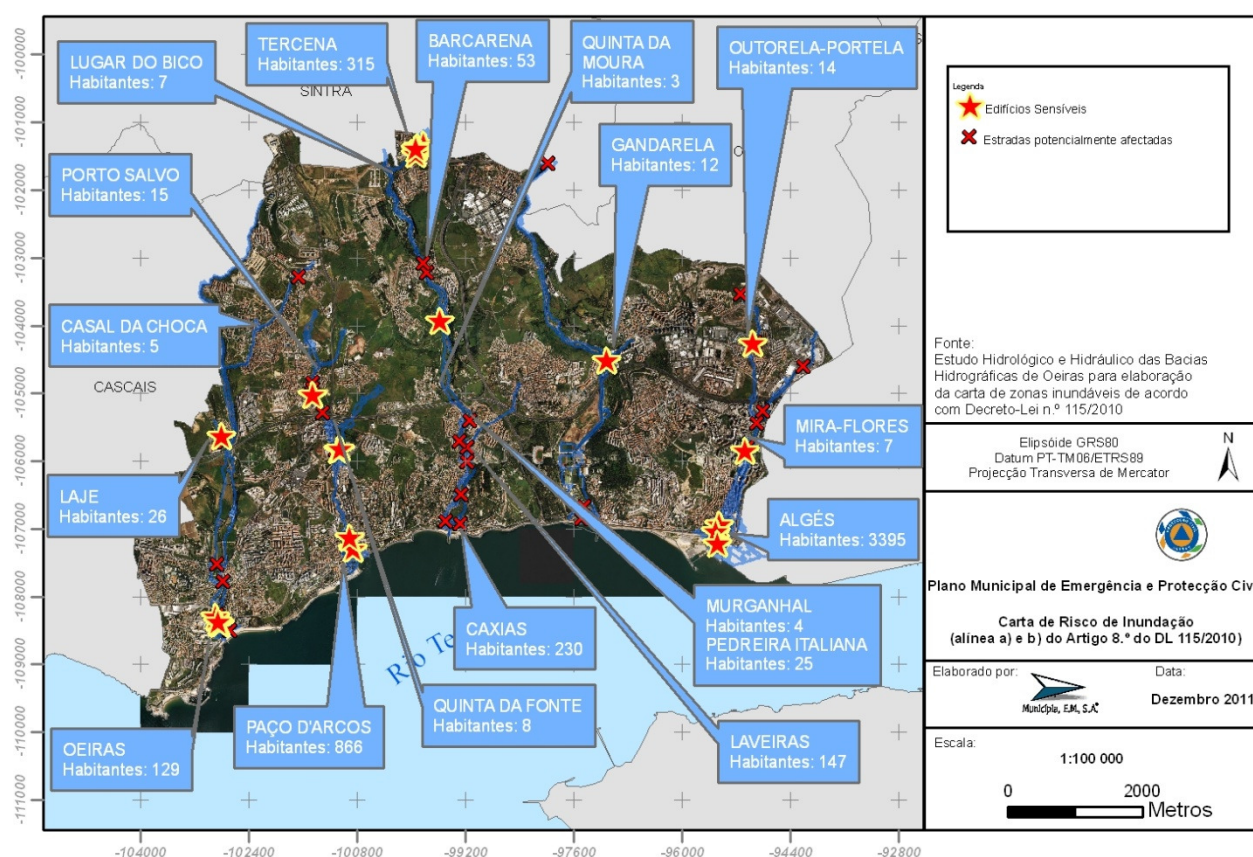 LUGAR DO BICO
Habitantes: 7
TERCENA
Habitantes: 315
BARCARENA
Habitantes: 53
QUINTA DA
MOURA
Habitantes: 3
OUTORELA-PORTELA
Habitantes: 14
SINTRA
GANDARELA
Habitantes: 12
PORTO SALVO
Habitantes: 15
CASAL DA CHOCA
Habitantes: 5
CASCAIS
LAJE
Habitantes: 26
MIRA-FLORES
Habitantes: 7
ALGÉS
Habitantes: 3395
MURGANHAL
Habitantes: 4
PEDREIRA ITALIANA
Habitantes: 25
CAXIAS
Habitantes: 230
Rio Te
QUINTA DA FONTE
Habitantes: 8
PAÇO D'ARCOS
Habitantes: 866
OEIRAS
Habitantes: 129
LAVEIRAS
Habitantes: 147
-100000
-101000
-102000
-103000
-104000
-105000
-106000
-107000
-108000
-109000
-110000
-111000
-104000
-102400
-100800
-99200
-97600
-96000
-94400
-92800
Legenda
Edifícios Sensíveis
Estradas potencialmente afectadas
Fonte:
Estudo Hidrológico e Hidráulico das Bacias
Hidrográficas de Oeiras para elaboração
da carta de zonas inundáveis de acordo
com Decreto-Lei n.º 115/2010
Elipsóide GRS80
Datum PT-TM06/ETRS89
Projecção Transversa de Mercator
N
Plano Municipal de Emergência e Protecção Civ
Carta de Risco de Inundação
(alínea a) e b) do Artigo 8.º do DL 115/2010)
Elaborado por:
Município, E.M., S.A.
Data:
Dezembro 2011
Escala:
1:100 000
0 2000
Metros